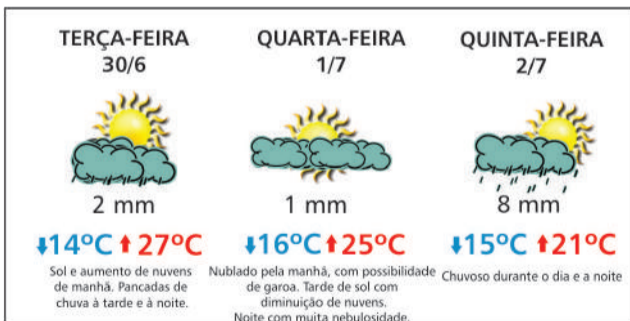 TERÇA-FEIRA
30/6
2 mm
14ºC 27ºC
Sol e aumento de nuvens
de manhã. Pancadas de
chuva à tarde e à noite.
QUARTA-FEIRA
1/7
1 mm
16ºC 25ºC
Nublado pela manhã, com possibilidade
de garoa. Tarde de sol com
diminuição de nuvens.
Noite com muita nebulosidade.
QUINTA-FEIRA
2/7
8 mm
15ºC 21ºC
Chuvoso durante o dia e a noite